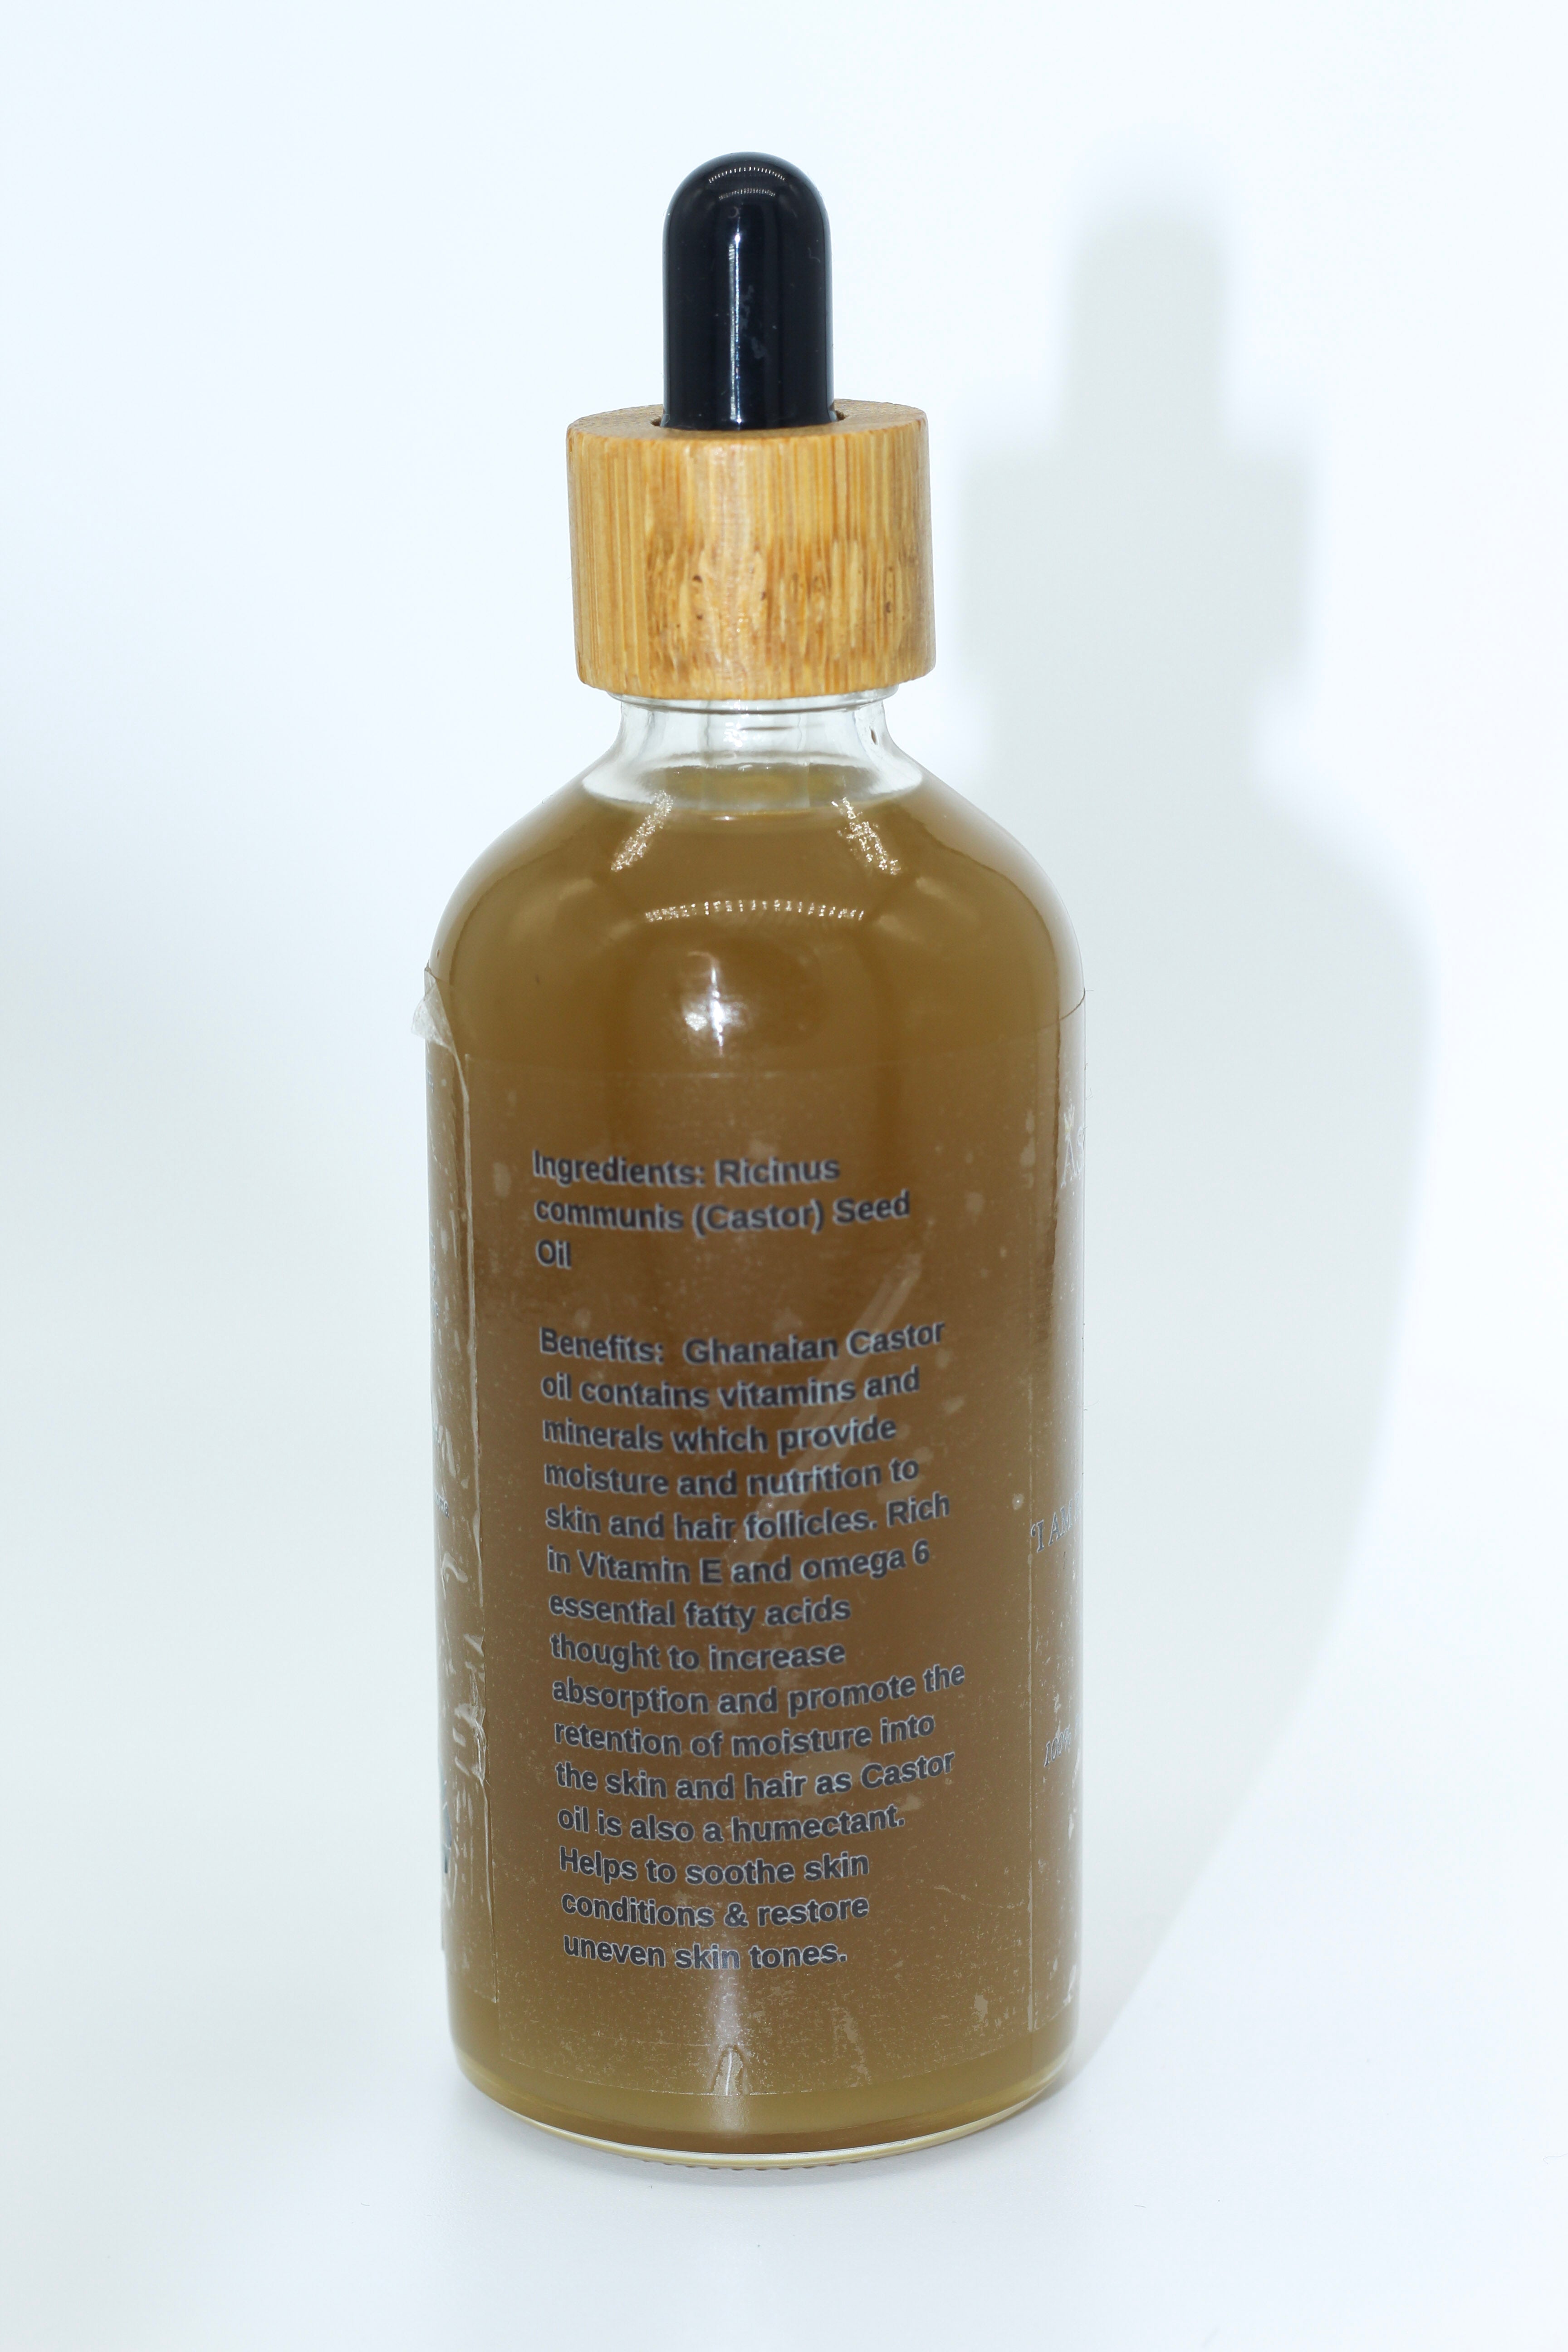 Ingredients: Ricinus
communis (Castor) Seed
Oil
Benefits: Ghanaian Castor
oil contains vitamins and
minerals which provide
moisture and nutrition to
skin and hair follicles. Rich
in Vitamin E and omega 6
essential fatty acids
thought to increase
absorption and promote the
retention of moisture into
the skin and hair as Castor
oil is also a humectant.
Helps to soothe skin
conditions & restore
uneven skin tones.
"I AM
100%